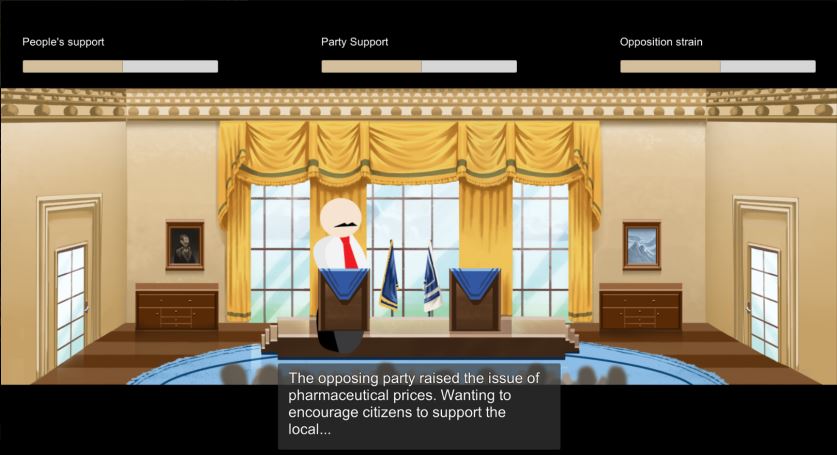 People's support
Party Support
Opposition strain
The opposing party raised the issue of
pharmaceutical prices. Wanting to
encourage citizens to support the
local...